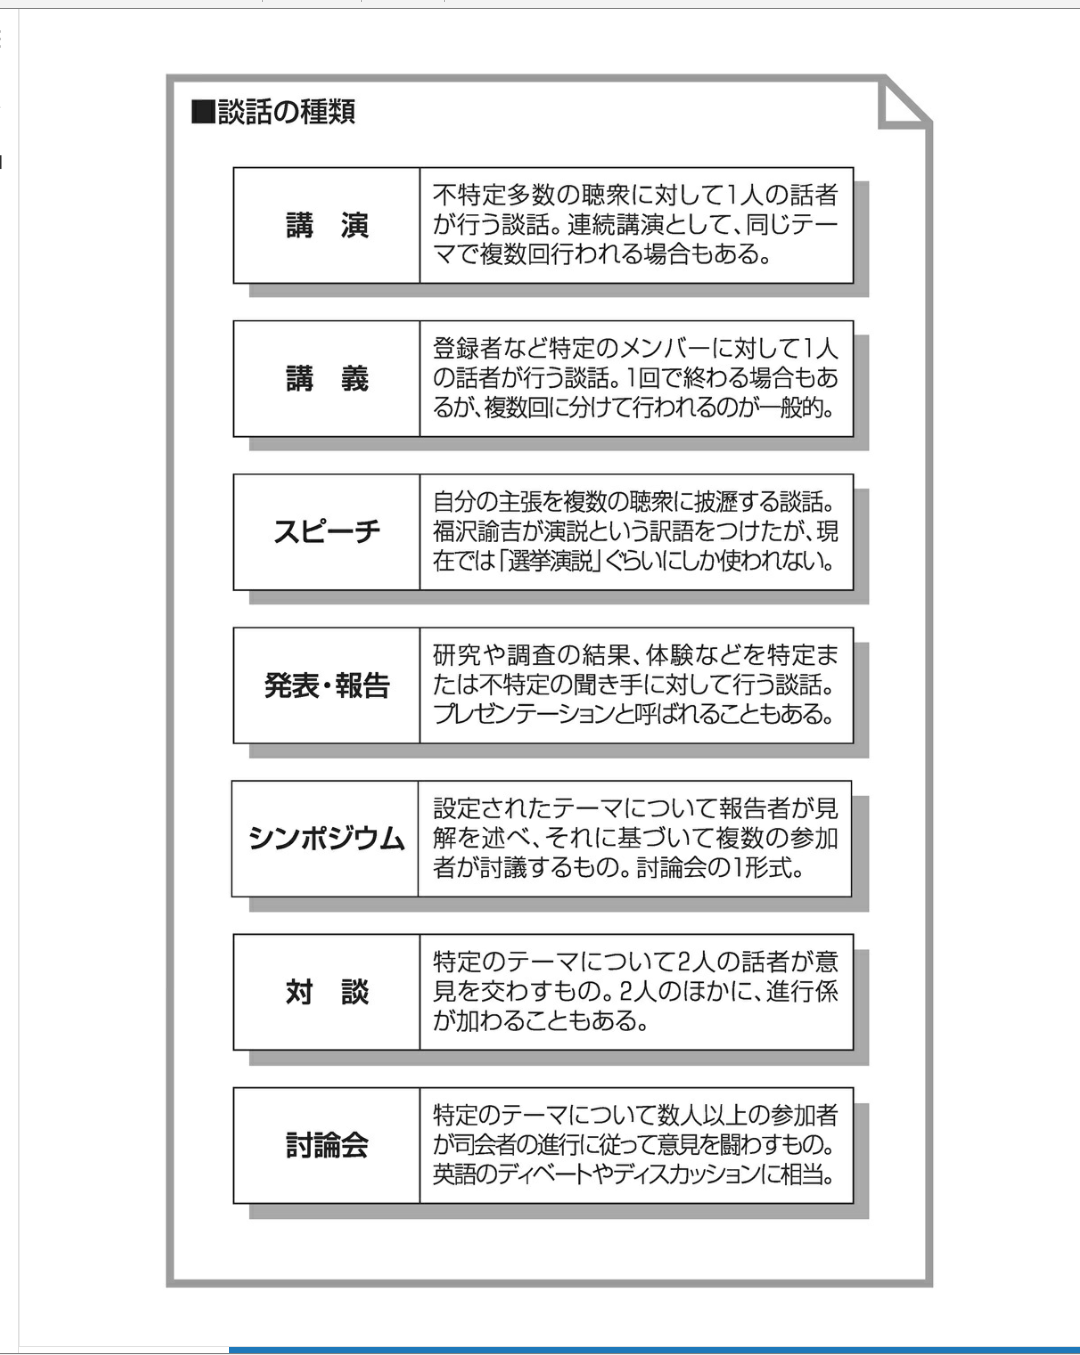 ■談話の種類
講　演
不特定多数の聴衆に対して1人の話者
が行う談話。連続講演として、同じテー
マで複数回行われる場合もある。
講　義
登録者など特定のメンバーに対して1人
の話者が行う談話。1回で終わる場合もあ
るが、複数回に分けて行われるのが一般的。
スピーチ
自分の主張を複数の聴衆に披瀝する談話。
福沢諭吉が演説という訳語をつけたが、現
在では「選挙演説」ぐらいにしか使われない。
発表・報告
研究や調査の結果、体験などを特定ま
たは不特定の聞き手に対して行う談話。
プレゼンテーションと呼ばれることもある。
シンポジウム
設定されたテーマについて報告者が見
解を述べ、それに基づいて複数の参加
者が討議するもの。討論会の1形式。
対　談
特定のテーマについて2人の話者が意
見を交わすもの。2人のほかに、進行係
が加わることもある。
討論会
特定のテーマについて数人以上の参加者
が司会者の進行に従って意見を闘わすもの。
英語のディベートやディスカッションに相当。